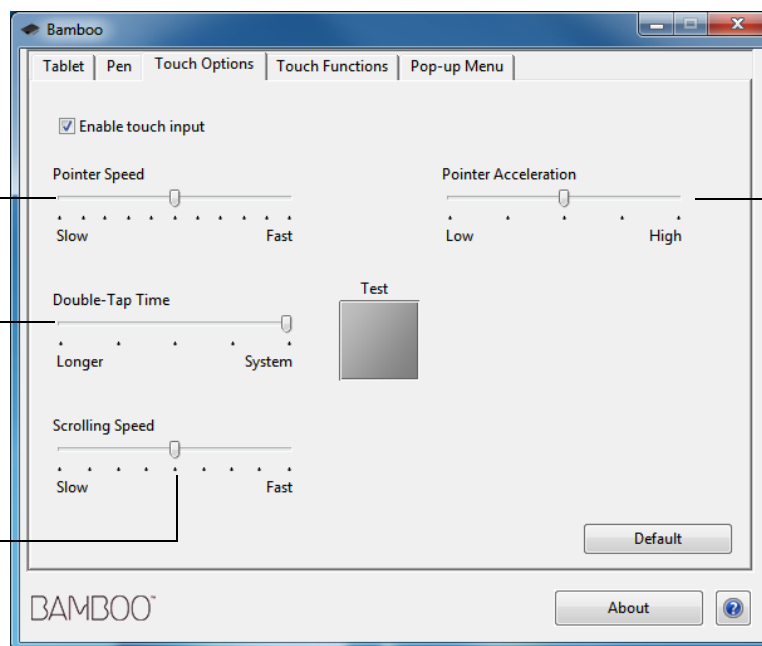 Bamboo
Tablet Pen Touch Options Touch Functions Pop-up Menu
Enable touch input
Pointer Speed Pointer Acceleration
Slow Fast Low High
Test
Double-Tap Time
Longer System
Scrolling Speed
Slow Fast
Default
BAMBOO™ About ?